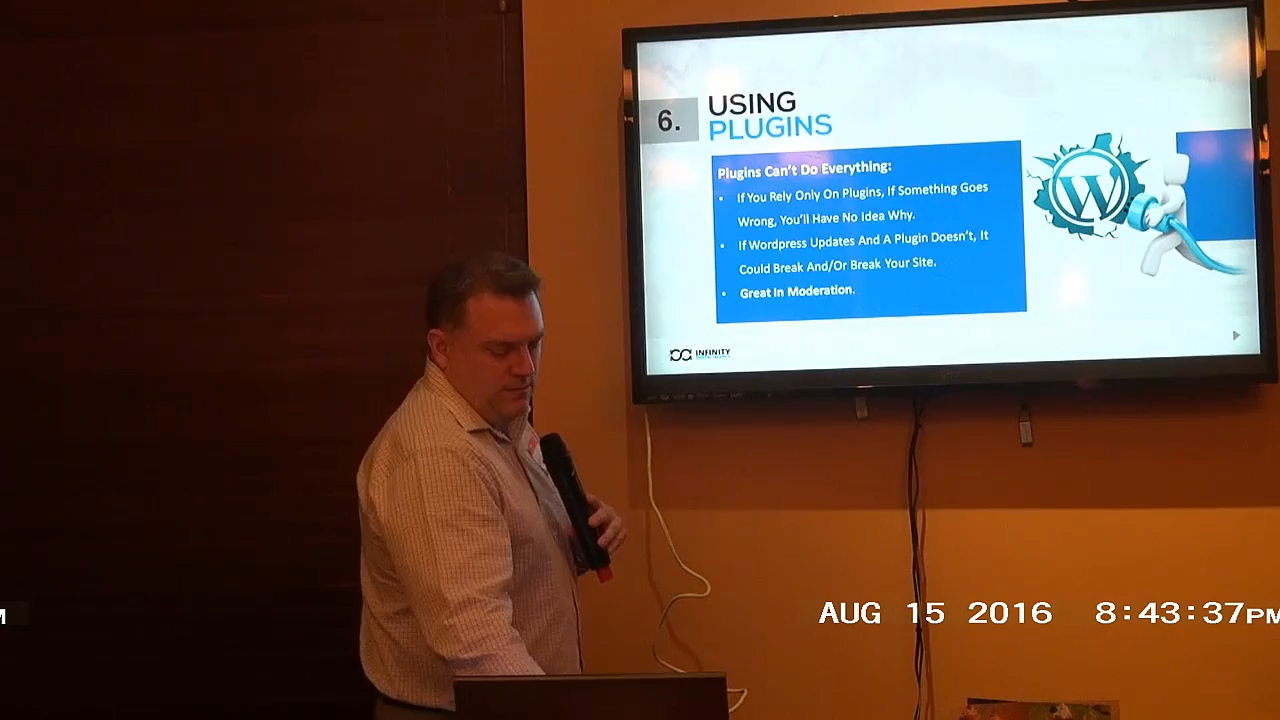 6.
USING
PLUGINS
Plugins Can't Do Everything:
• If You Rely Only On Plugins, If Something Goes
Wrong, You'll Have No Idea Why.
• If Wordpress Updates And A Plugin Doesn't, It
Could Break And/Or Break Your Site.
• Great In Moderation.
W
INFINITY
M
AUG 15 2016 8:43:37PM